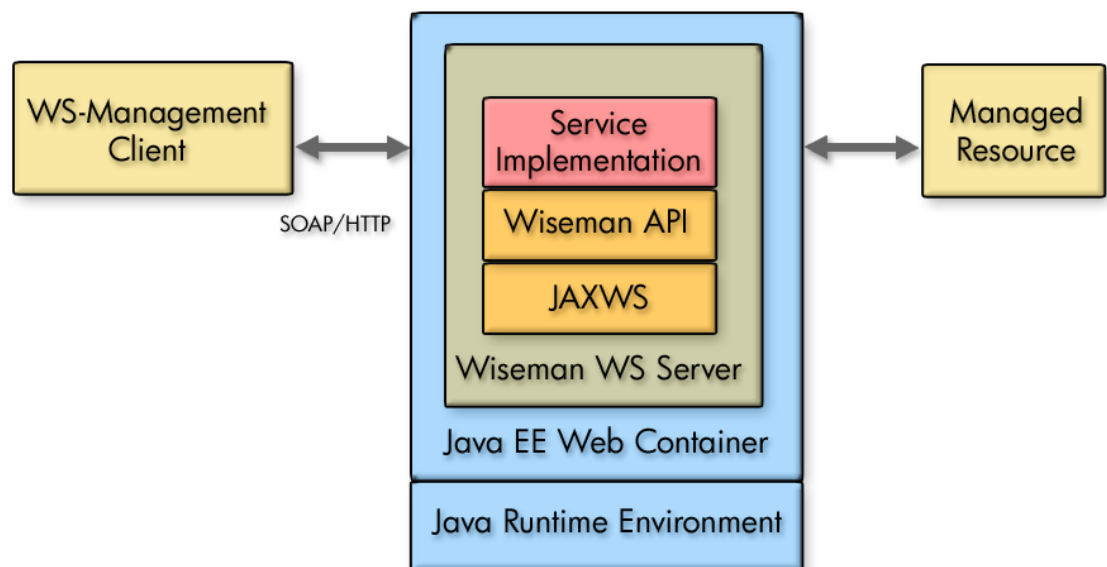 WS-Management
Client
SOAP/HTTP
Service
Implementation
Wiseman API
JAXWS
Wiseman WS Server
Java EE Web Container
Java Runtime Environment
Managed
Resource